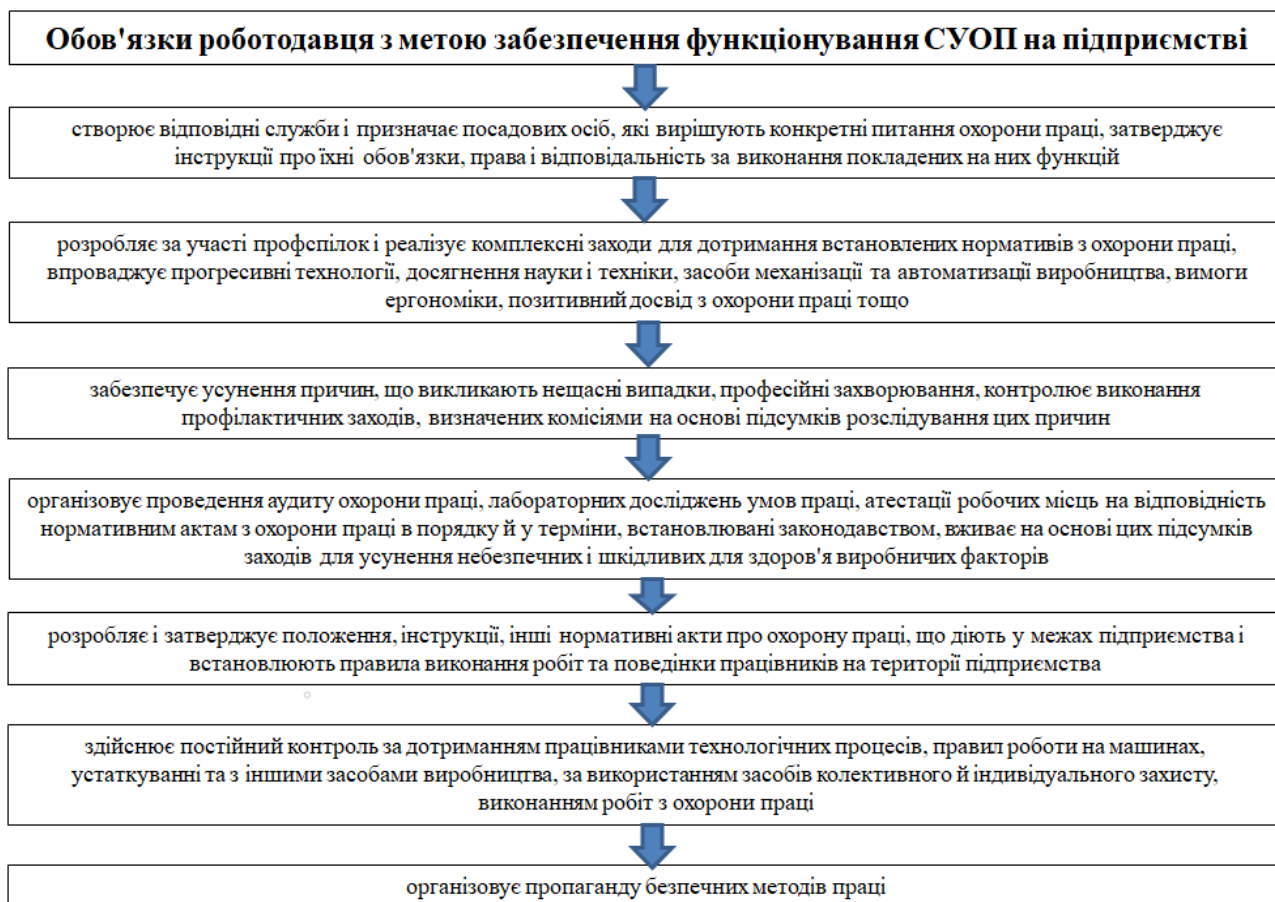 Обов'язки роботодавця з метою забезпечення функціонування СУОП на підприємстві
створює відповідні служби і призначає посадових осіб, які вирішують конкретні питання охорони праці, затверджує
інструкції про їхні обов'язки, права і відповідальність за виконання покладених на них функцій
розробляє за участі профспілок і реалізує комплексні заходи для дотримання встановлених нормативів з охорони праці,
впроваджує прогресивні технології, досягнення науки і техніки, засоби механізації та автоматизації виробництва, вимоги
ергономіки, позитивний досвід з охорони праці тощо
забезпечує усунення причин, що викликають нещасні випадки, професійні захворювання, контролює виконання
профілактичних заходів, визначених комісіями на основі підсумків розслідування цих причин
організовує проведення аудиту охорони праці, лабораторних досліджень умов праці, атестації робочих місць на відповідність
нормативним актам з охорони праці в порядку й у терміни, встановлювані законодавством, вживає на основі цих підсумків
заходів для усунення небезпечних і шкідливих для здоров'я виробничих факторів
розробляє і затверджує положення, інструкції, інші нормативні акти про охорону праці, що діють у межах підприємства і
встановлюють правила виконання робіт та поведінки працівників на території підприємства
здійснює постійний контроль за дотриманням працівниками технологічних процесів, правил роботи на машинах,
устаткуванні та з іншими засобами виробництва, за використанням засобів колективного й індивідуального захисту,
виконанням робіт з охорони праці
організовує пропаганду безпечних методів праці